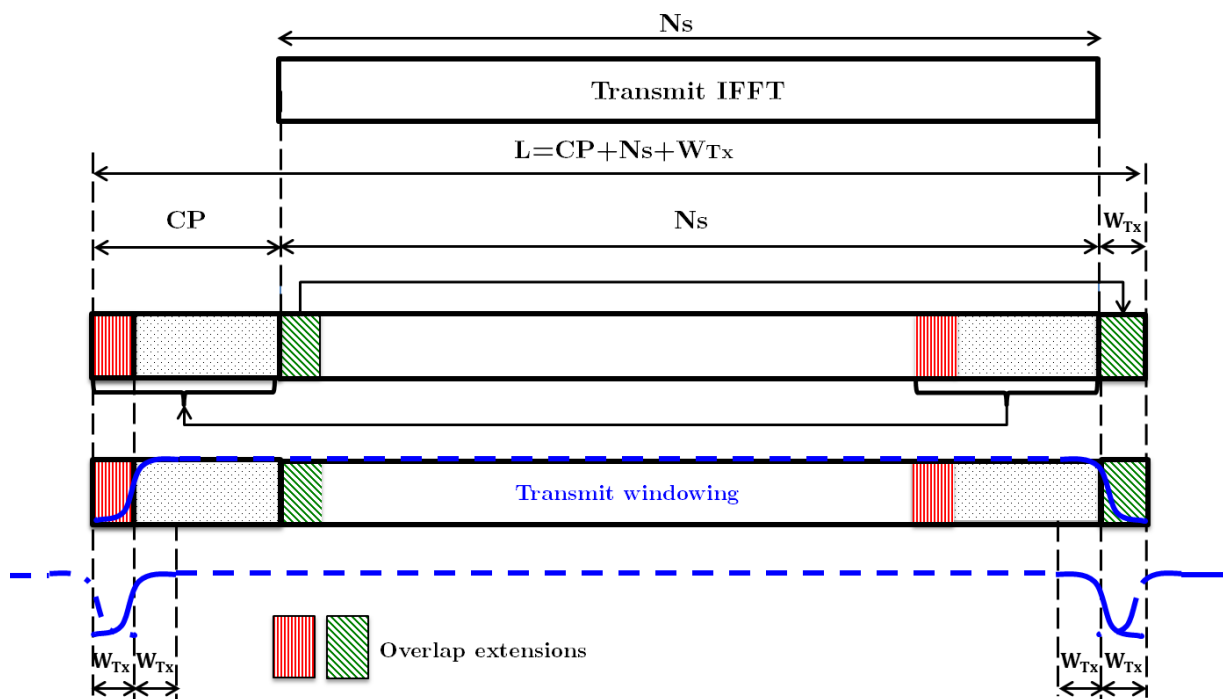 Ns
Transmit IFFT
L=CP+Ns+WTx
CP Ns WTx
Transmit windowing
Overlap extensions
WTx WTx WTx WTx